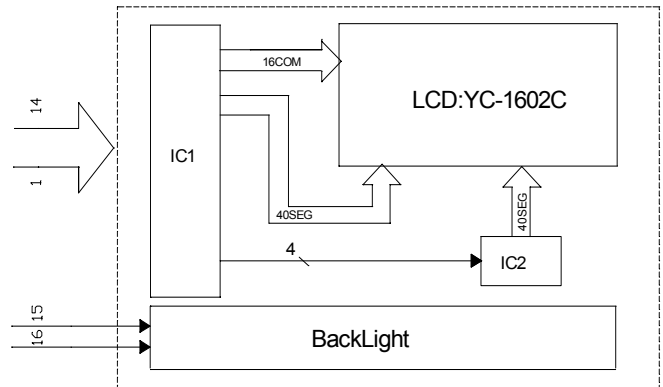 14
1
IC1
16COM
LCD:YC-1602C
40SEG
40SEG
4
IC2
15
16
BackLight